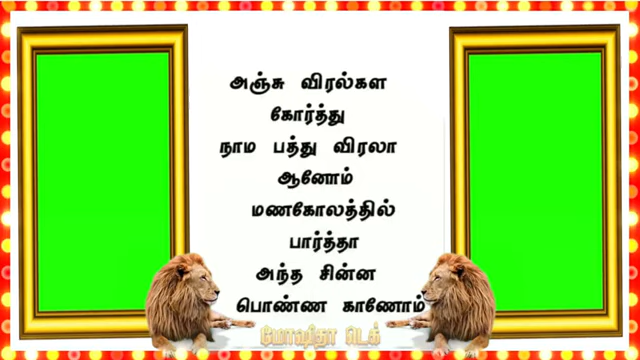 அஞ்சு விரல்கள
கோர்த்து
நாம பத்து விரலா
ஆனோம்
மணகோலத்தில்
பார்த்தா
அந்த சின்ன
பொண்ண காணோம்
மோஷிதா டெக்